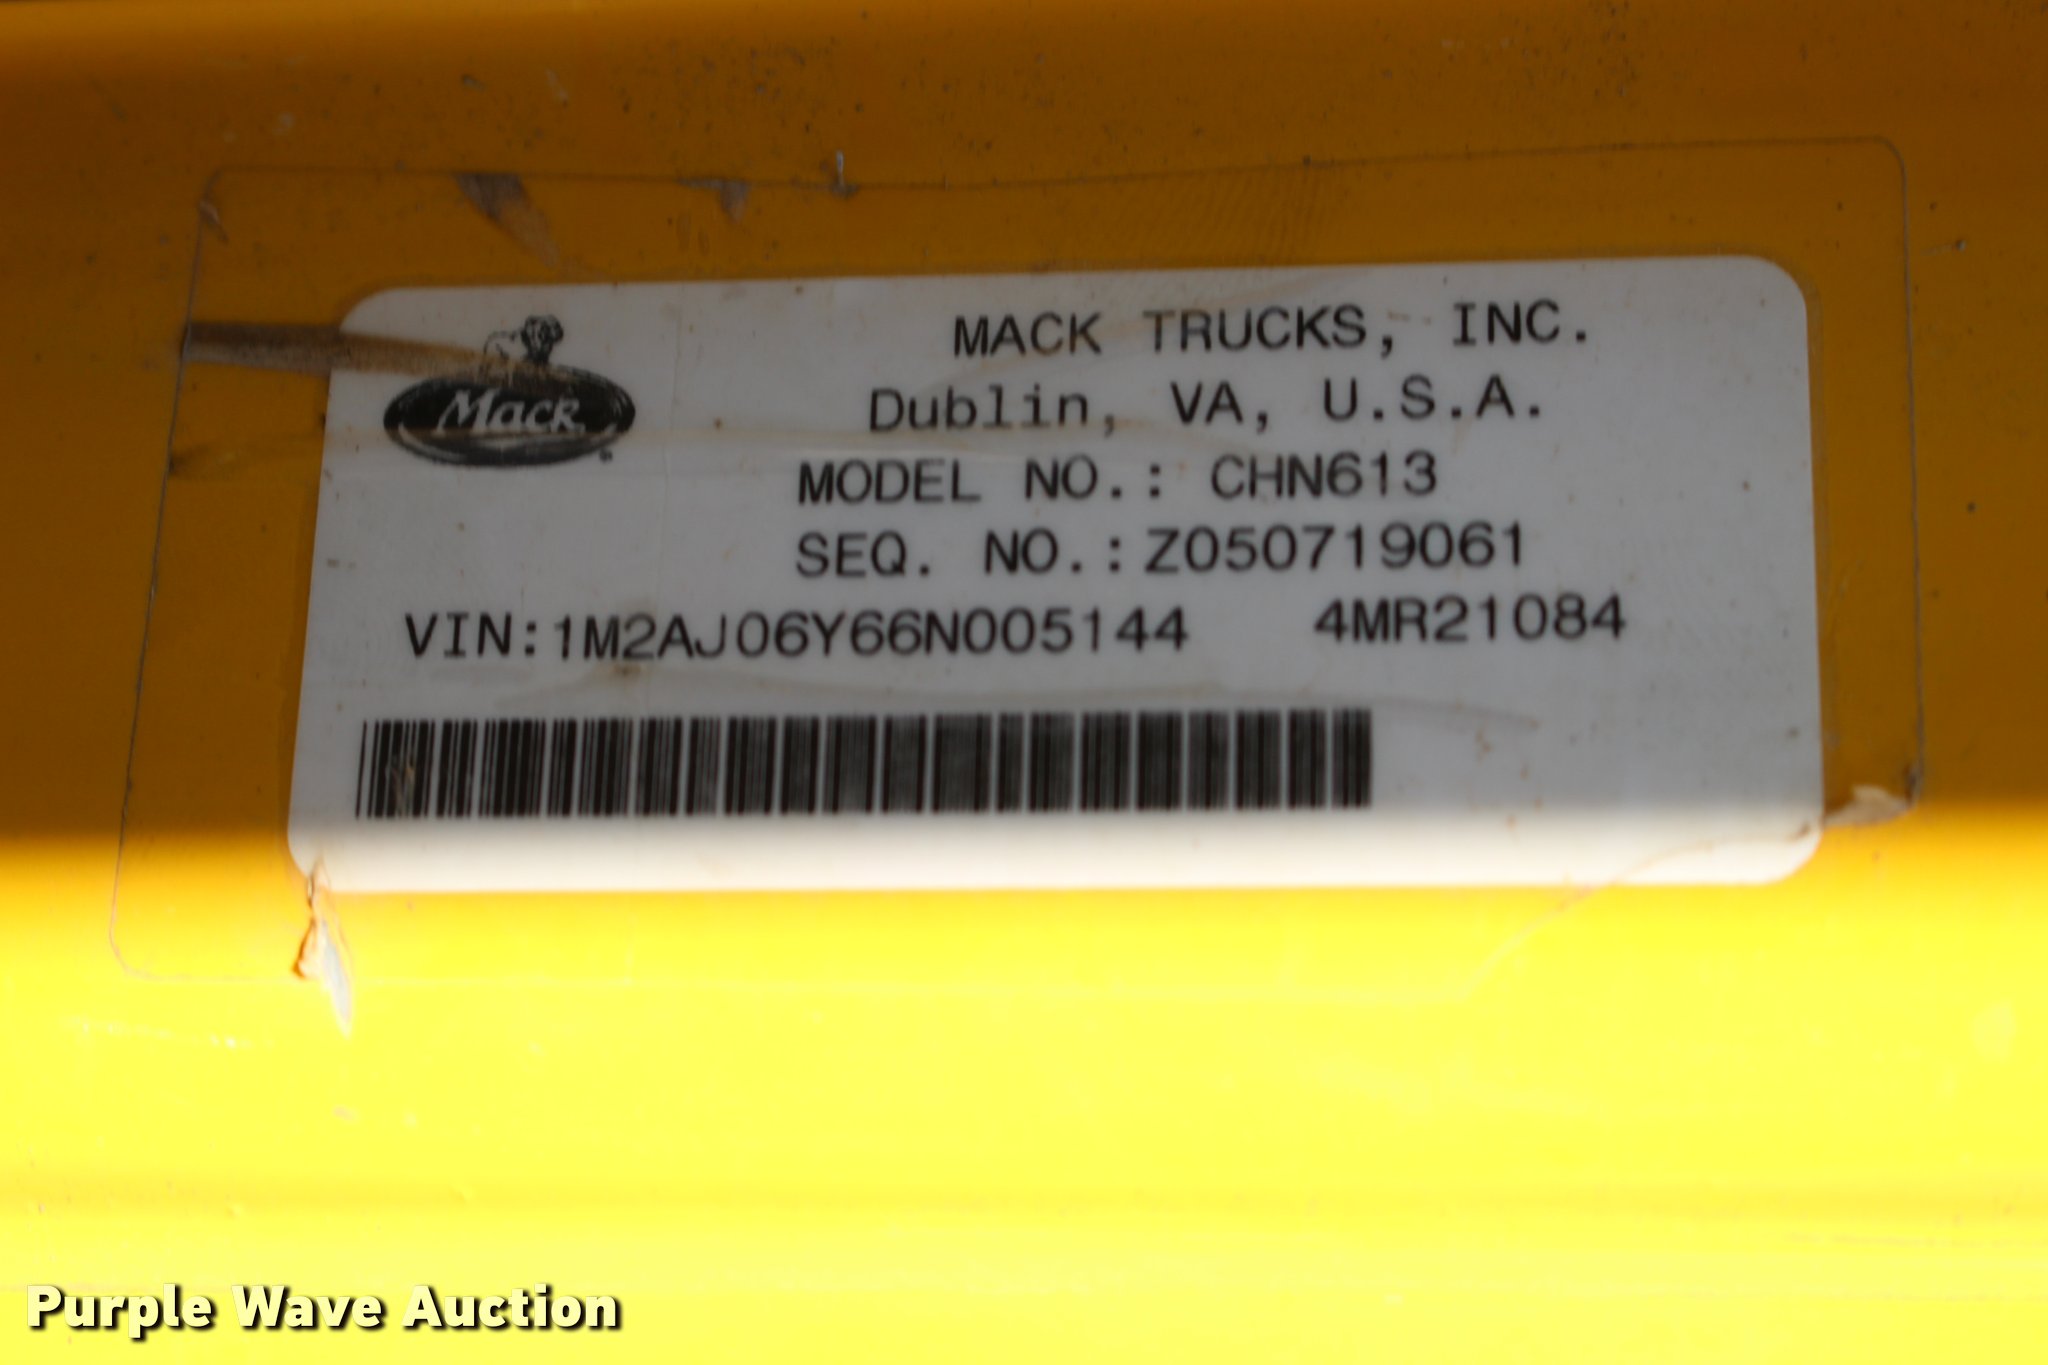 Mack
MACK TRUCKS, INC.
Dublin, VA, U.S.A.
MODEL NO.: CHN613
SEQ. NO.:Z050719061
VIN:1M2AJ06Y66N005144 4MR21084
Purple Wave Auction